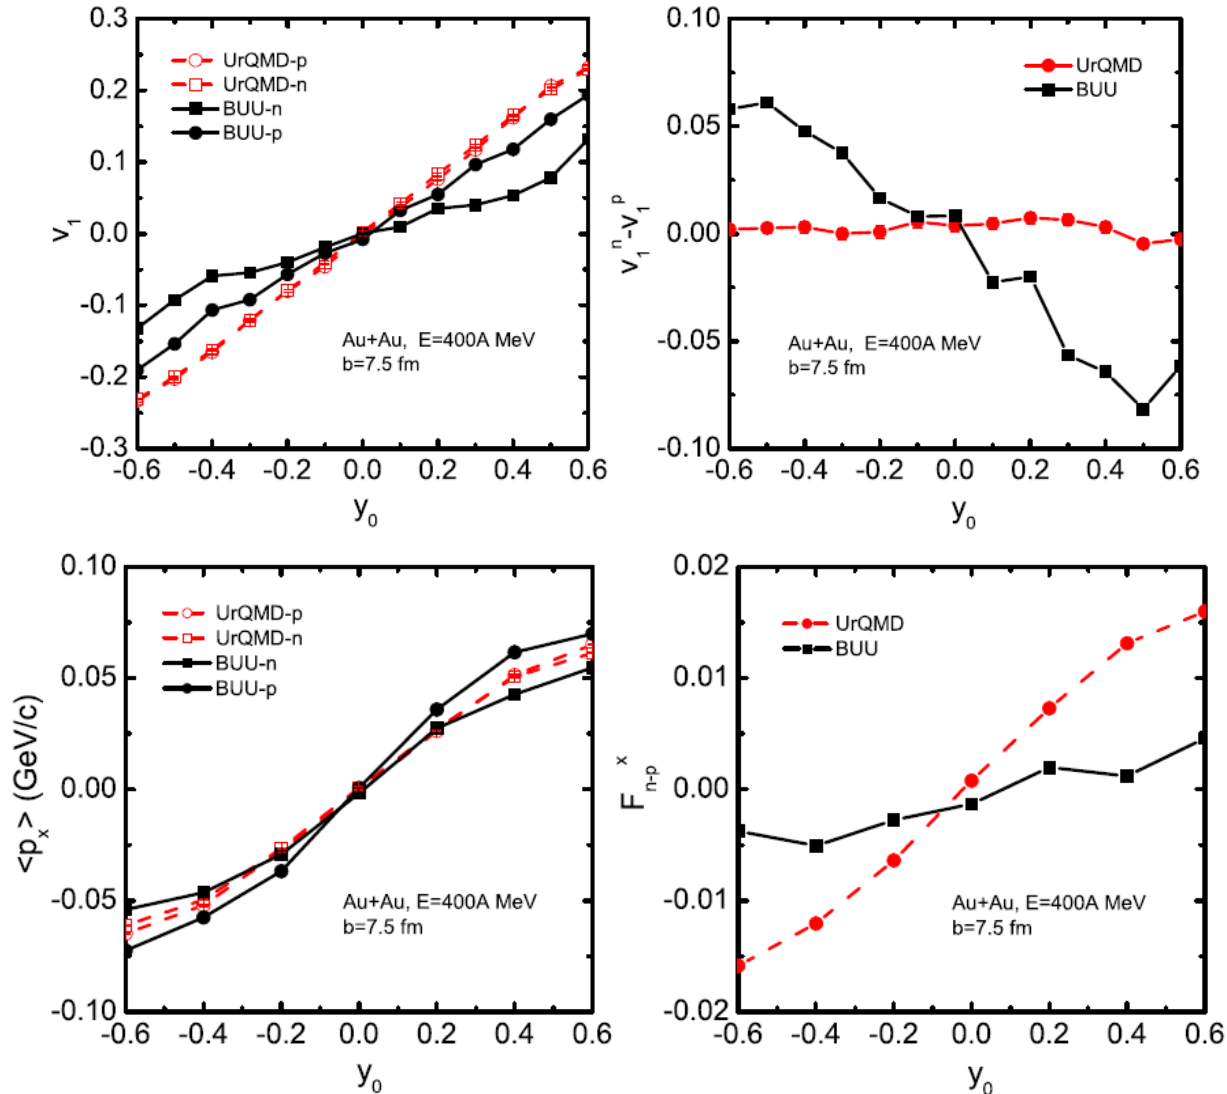 0.3
0.2
0.1
0.0
-0.1
-0.2
-0.3
v1
UrQMD-p
UrQMD-n
BUU-n
BUU-p
Au+Au, E=400A MeV
b=7.5 fm
-0.6 -0.4 -0.2 0.0 0.2 0.4 0.6
y0
0.10
0.05
0.00
-0.05
-0.10
v1^n-v1^p
UrQMD
BUU
Au+Au, E=400A MeV
b=7.5 fm
-0.6 -0.4 -0.2 0.0 0.2 0.4 0.6
y0
0.10
0.05
0.00
-0.05
-0.10
<px> (GeV/c)
UrQMD-p
UrQMD-n
BUU-n
BUU-p
Au+Au, E=400A MeV
b=7.5 fm
-0.6 -0.4 -0.2 0.0 0.2 0.4 0.6
y0
0.02
0.01
0.00
-0.01
-0.02
Fn-p^x
UrQMD
BUU
Au+Au, E=400A MeV
b=7.5 fm
-0.6 -0.4 -0.2 0.0 0.2 0.4 0.6
y0